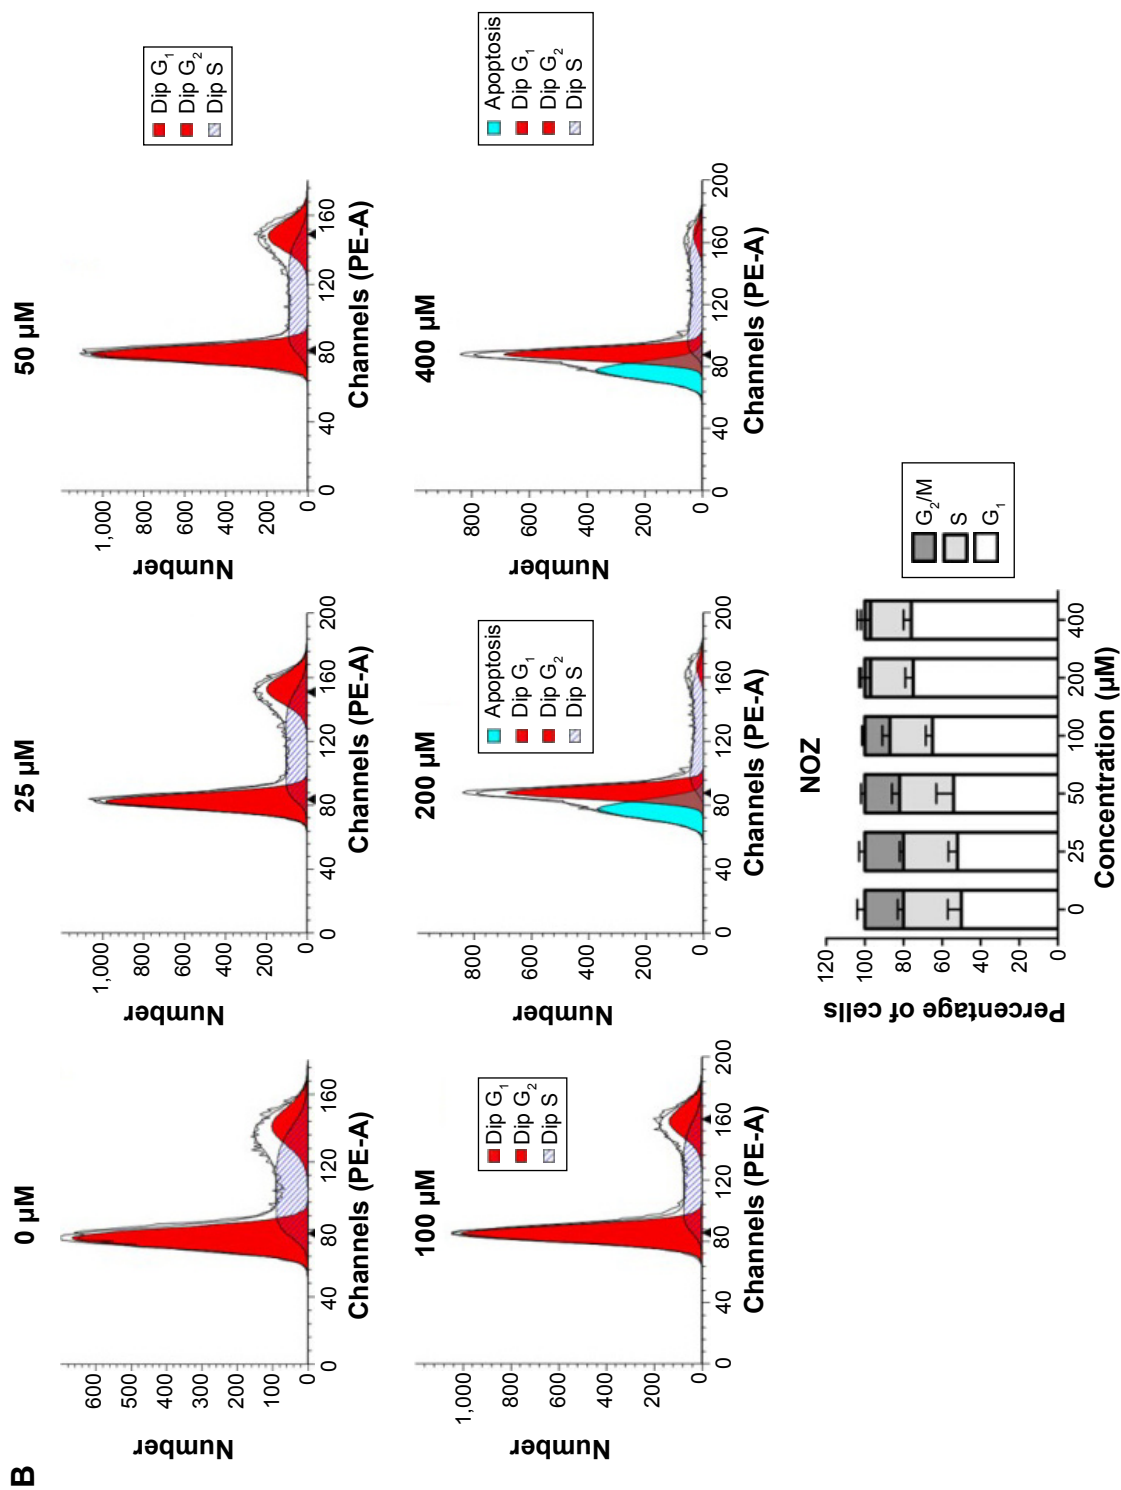 B
0 µM
Number
600
500
400
300
200
100
0
0 40 80 120 160
Channels (PE-A)
25 µM
Number
1,000
800
600
400
200
0
0 40 80 120 160 200
Channels (PE-A)
50 µM
Number
1,000
800
600
400
200
0
0 40 80 120 160
Channels (PE-A)
Dip G1
Dip G2
Dip S
100 µM
Number
1,000
800
600
400
200
0
0 40 80 120 160 200
Channels (PE-A)
Dip G1
Dip G2
Dip S
200 µM
Number
800
600
400
200
0
0 40 80 120 160 200
Channels (PE-A)
Apoptosis
Dip G1
Dip G2
Dip S
400 µM
Number
800
600
400
200
0
0 40 80 120 160 200
Channels (PE-A)
Apoptosis
Dip G1
Dip G2
Dip S
NOZ
Percentage of cells
120
100
80
60
40
20
0
0 25 50 100 200 400
Concentration (µM)
G2/M
S
G1